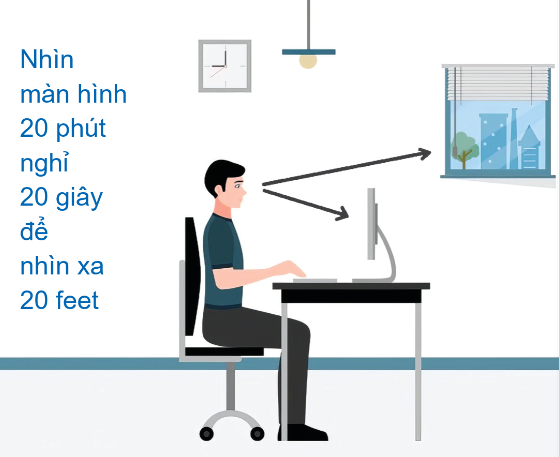 Nhìn
màn hình
20 phút
nghỉ
20 giây
để
nhìn xa
20 feet